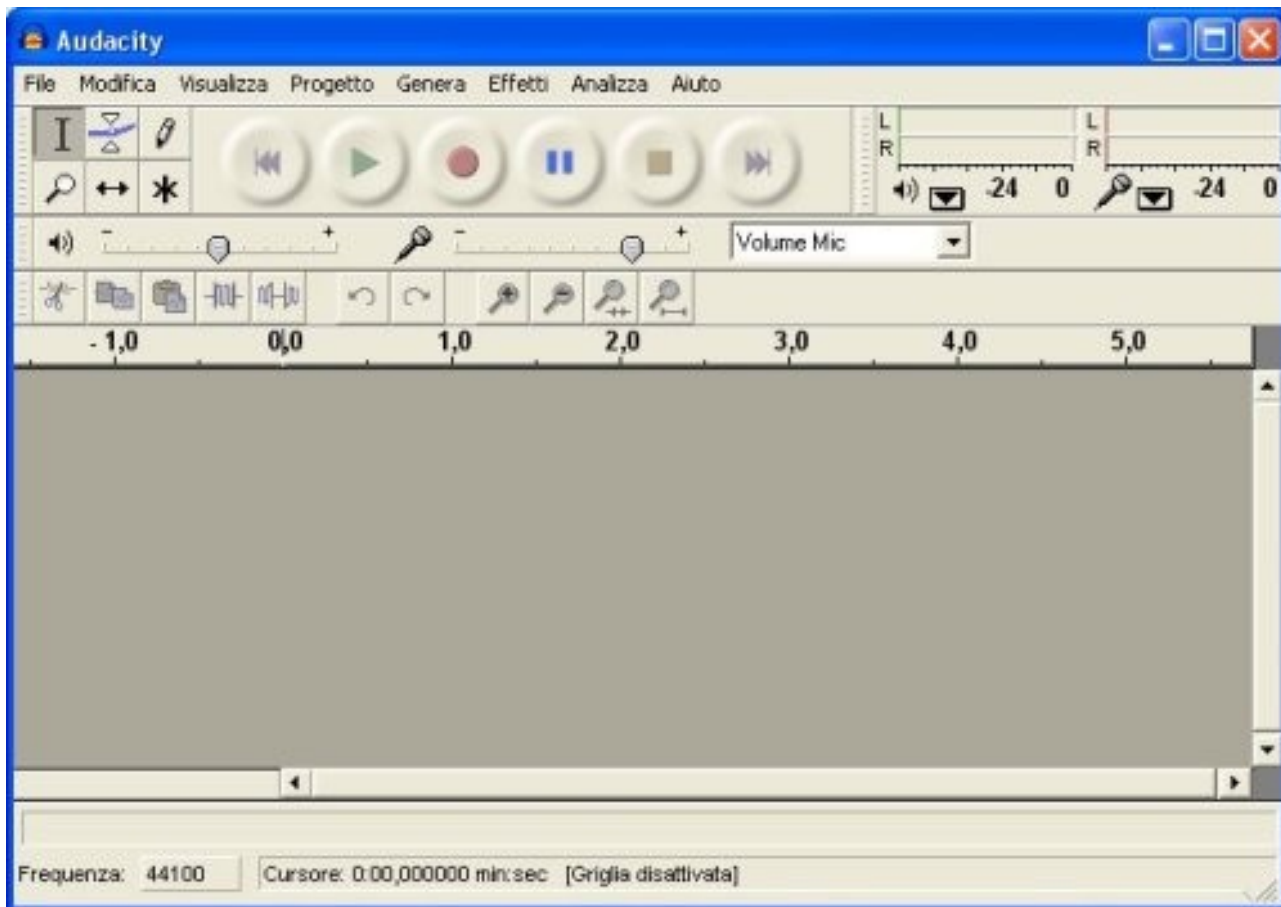 Audacity
File Modifica Visualizza Progetto Genera Effetti Analizza Aiuto
L
R
-24 0
L
R
-24 0
- +
- +
Volume Mic
- 1,0 0,0 1,0 2,0 3,0 4,0 5,0
Frequenza: 44100 Cursore: 0:00,000000 min:sec [Griglia disattivata]